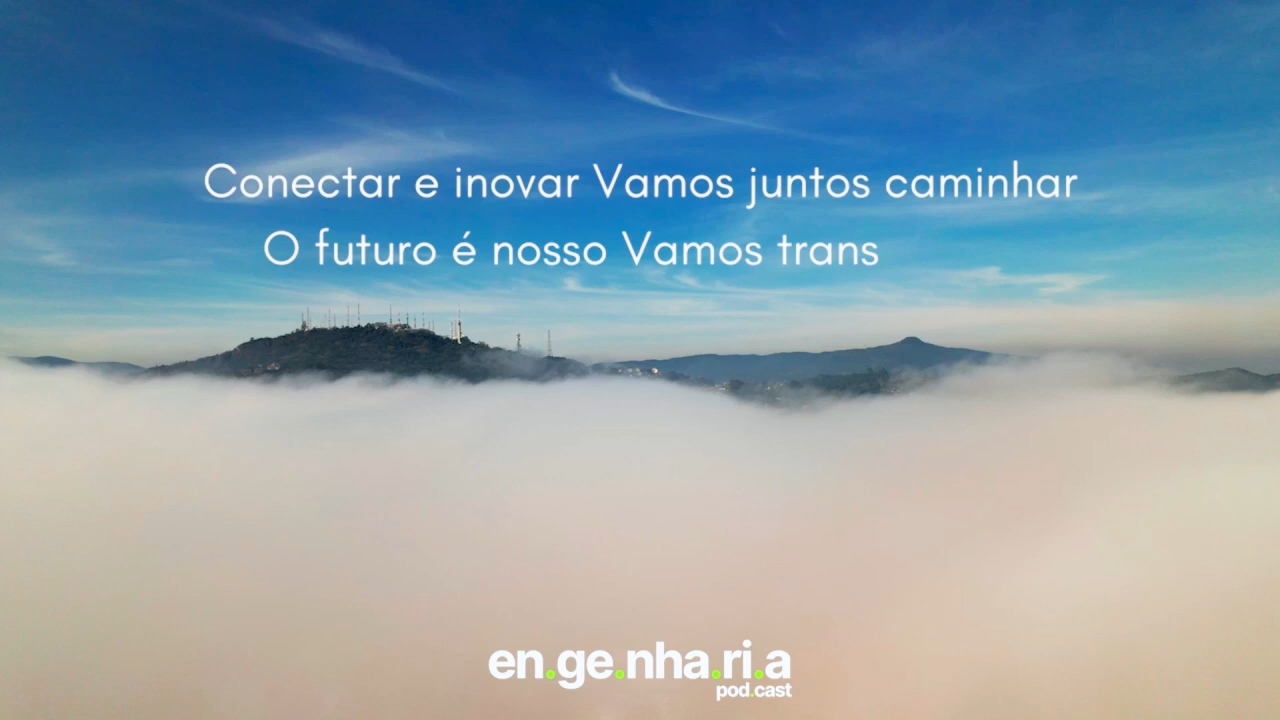 Conectar e inovar Vamos juntos caminhar
O futuro é nosso Vamos trans
en.ge.nha.ri.a
pod.cast